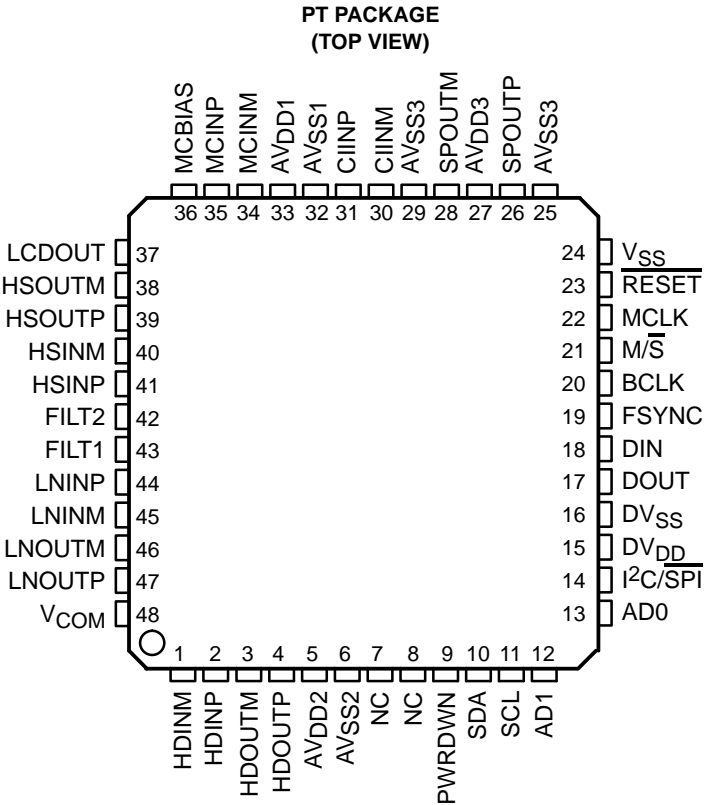 PT PACKAGE
(TOP VIEW)
MCBIAS
MCINP
MCINM
AVDD1
AVSS1
CIINP
CIINM
AVSS3
SPOUTM
AVDD3
SPOUTP
AVSS3
36 35 34 33 32 31 30 29 28 27 26 25
LCDOUT 37
HSOUTM 38
HSOUTP 39
HSINM 40
HSINP 41
FILT2 42
FILT1 43
LNINP 44
LNINM 45
LNOUTM 46
LNOUTP 47
VCOM 48
24 VSS
23 RESET
22 MCLK
21 M/S
20 BCLK
19 FSYNC
18 DIN
17 DOUT
16 DVSS
15 DVDD
14 I2C/SPI
13 AD0
1 2 3 4 5 6 7 8 9 10 11 12
HDINM
HDINP
HDOUTM
HDOUTP
AVDD2
AVSS2
NC
NC
PWRDWN
SDA
SCL
AD1